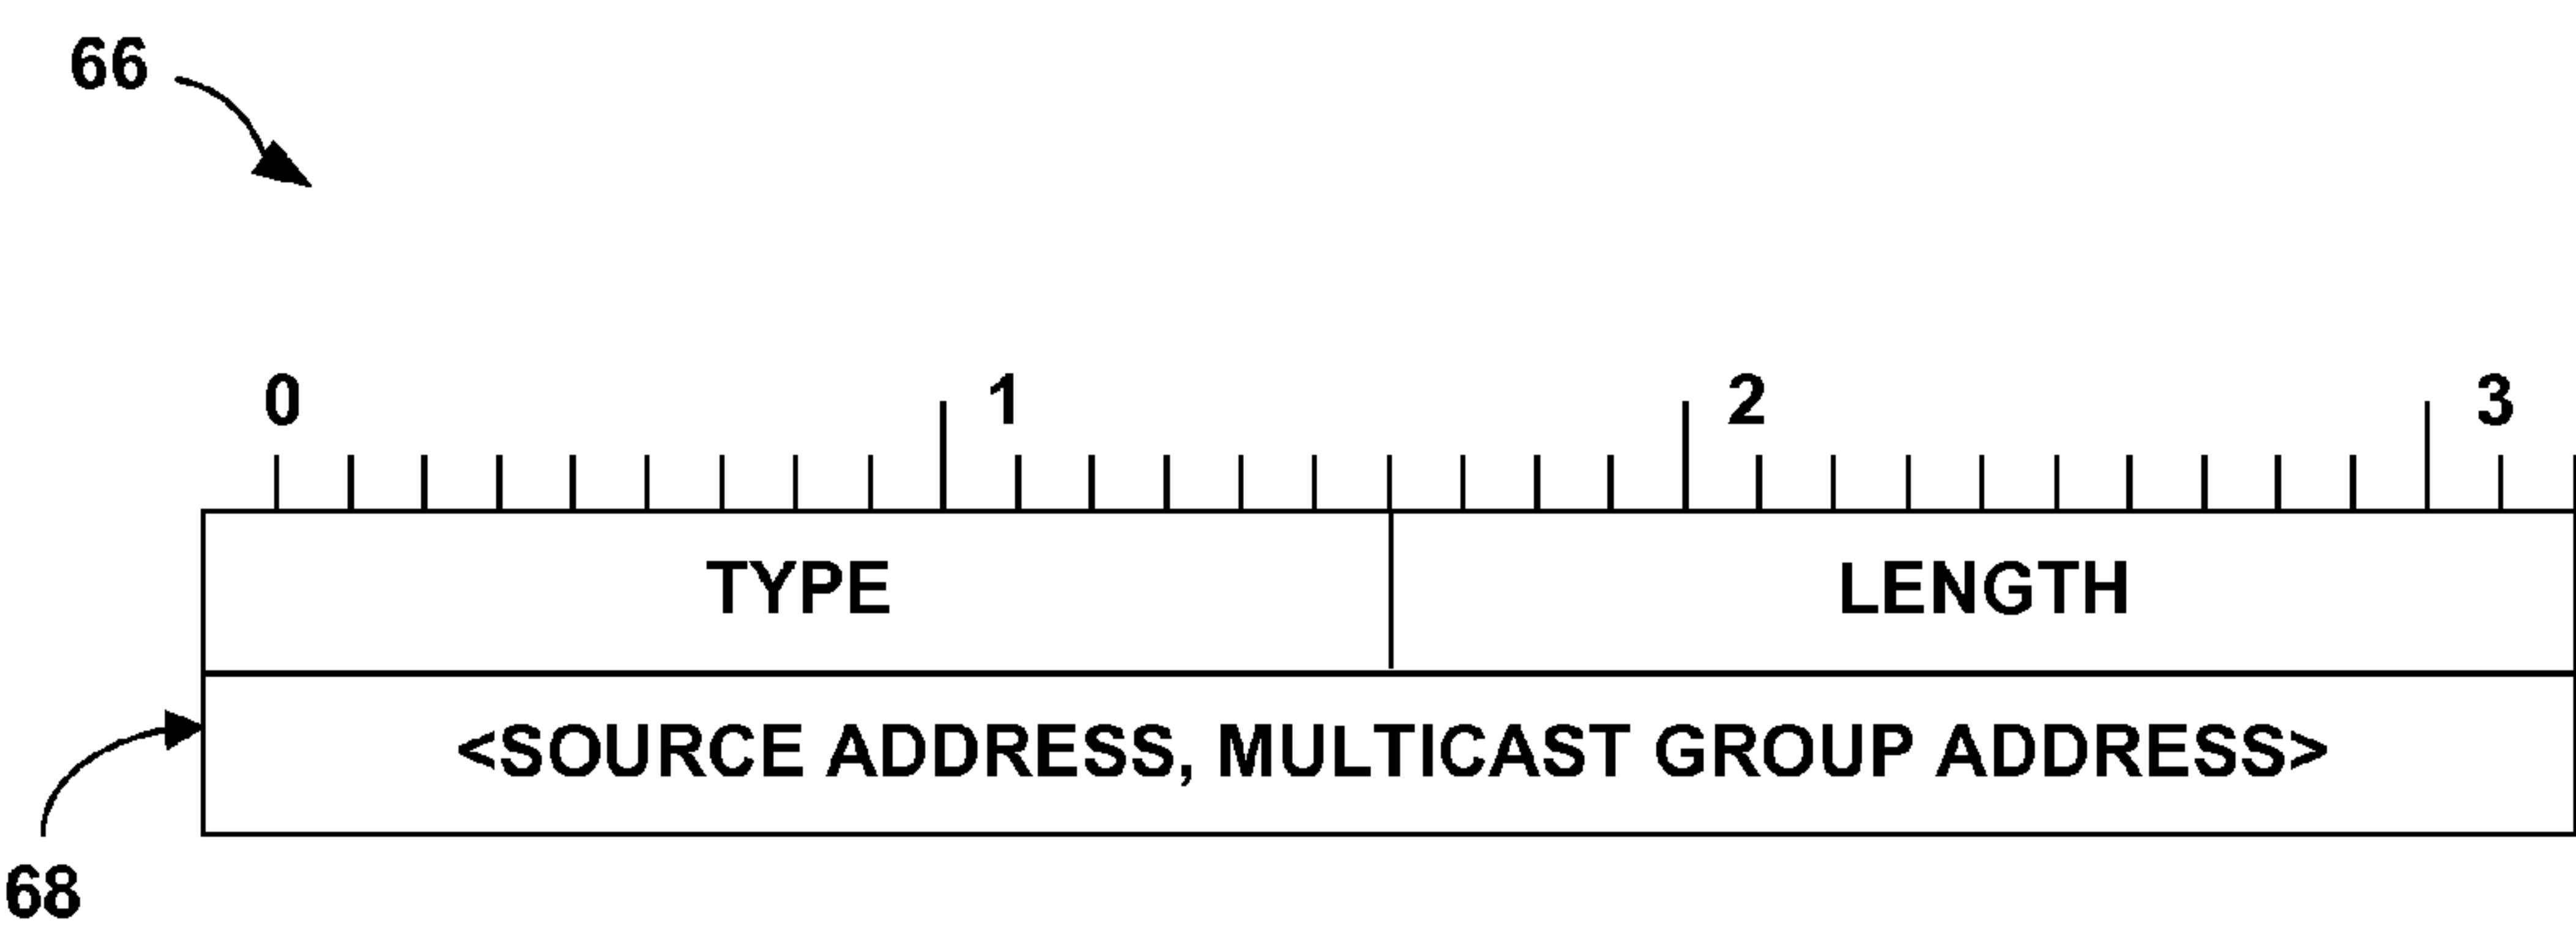 66
0 1 2 3
TYPE LENGTH
<SOURCE ADDRESS, MULTICAST GROUP ADDRESS>
68